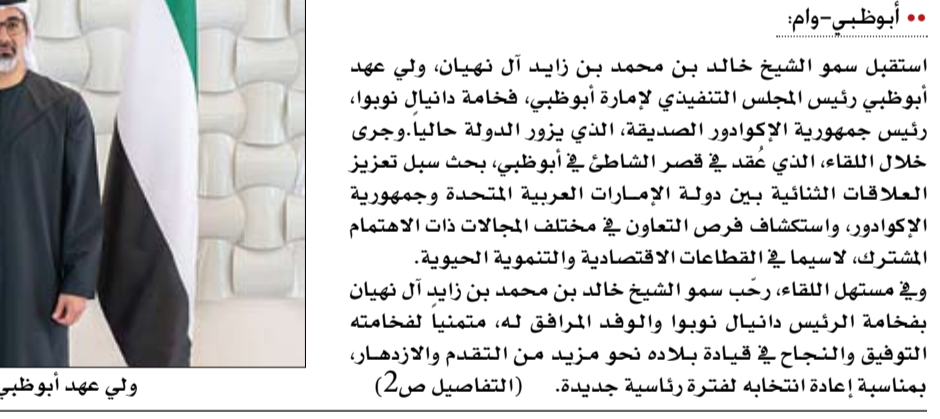 •• أبوظبي-وام:
استقبل سمو الشيخ خالد بن محمد بن زايد آل نهيان، ولي عهد
أبوظبي رئيس المجلس التنفيذي لإمارة أبوظبي، فخامة دانيال نوبوا،
رئيس جمهورية الإكوادور الصديقة، الذي يزور الدولة حالياً.وجرى
خلال اللقاء، الذي عُقد في قصر الشاطئ في أبوظبي، بحث سبل تعزيز
العلاقات الثنائية بين دولة الإمارات العربية المتحدة وجمهورية
الإكوادور، واستكشاف فرص التعاون في مختلف المجالات ذات الاهتمام
المشترك، لاسيما في القطاعات الاقتصادية والتنموية الحيوية.
وفي مستهل اللقاء، رحّب سمو الشيخ خالد بن محمد بن زايد آل نهيان
بفخامة الرئيس دانيال نوبوا والوفد المرافق له، متمنياً لفخامته
التوفيق والنجاح في قيادة بلاده نحو مزيد من التقدم والازدهار،
بمناسبة إعادة انتخابه لفترة رئاسية جديدة. (التفاصيل ص2)
ولي عهد أبوظبي